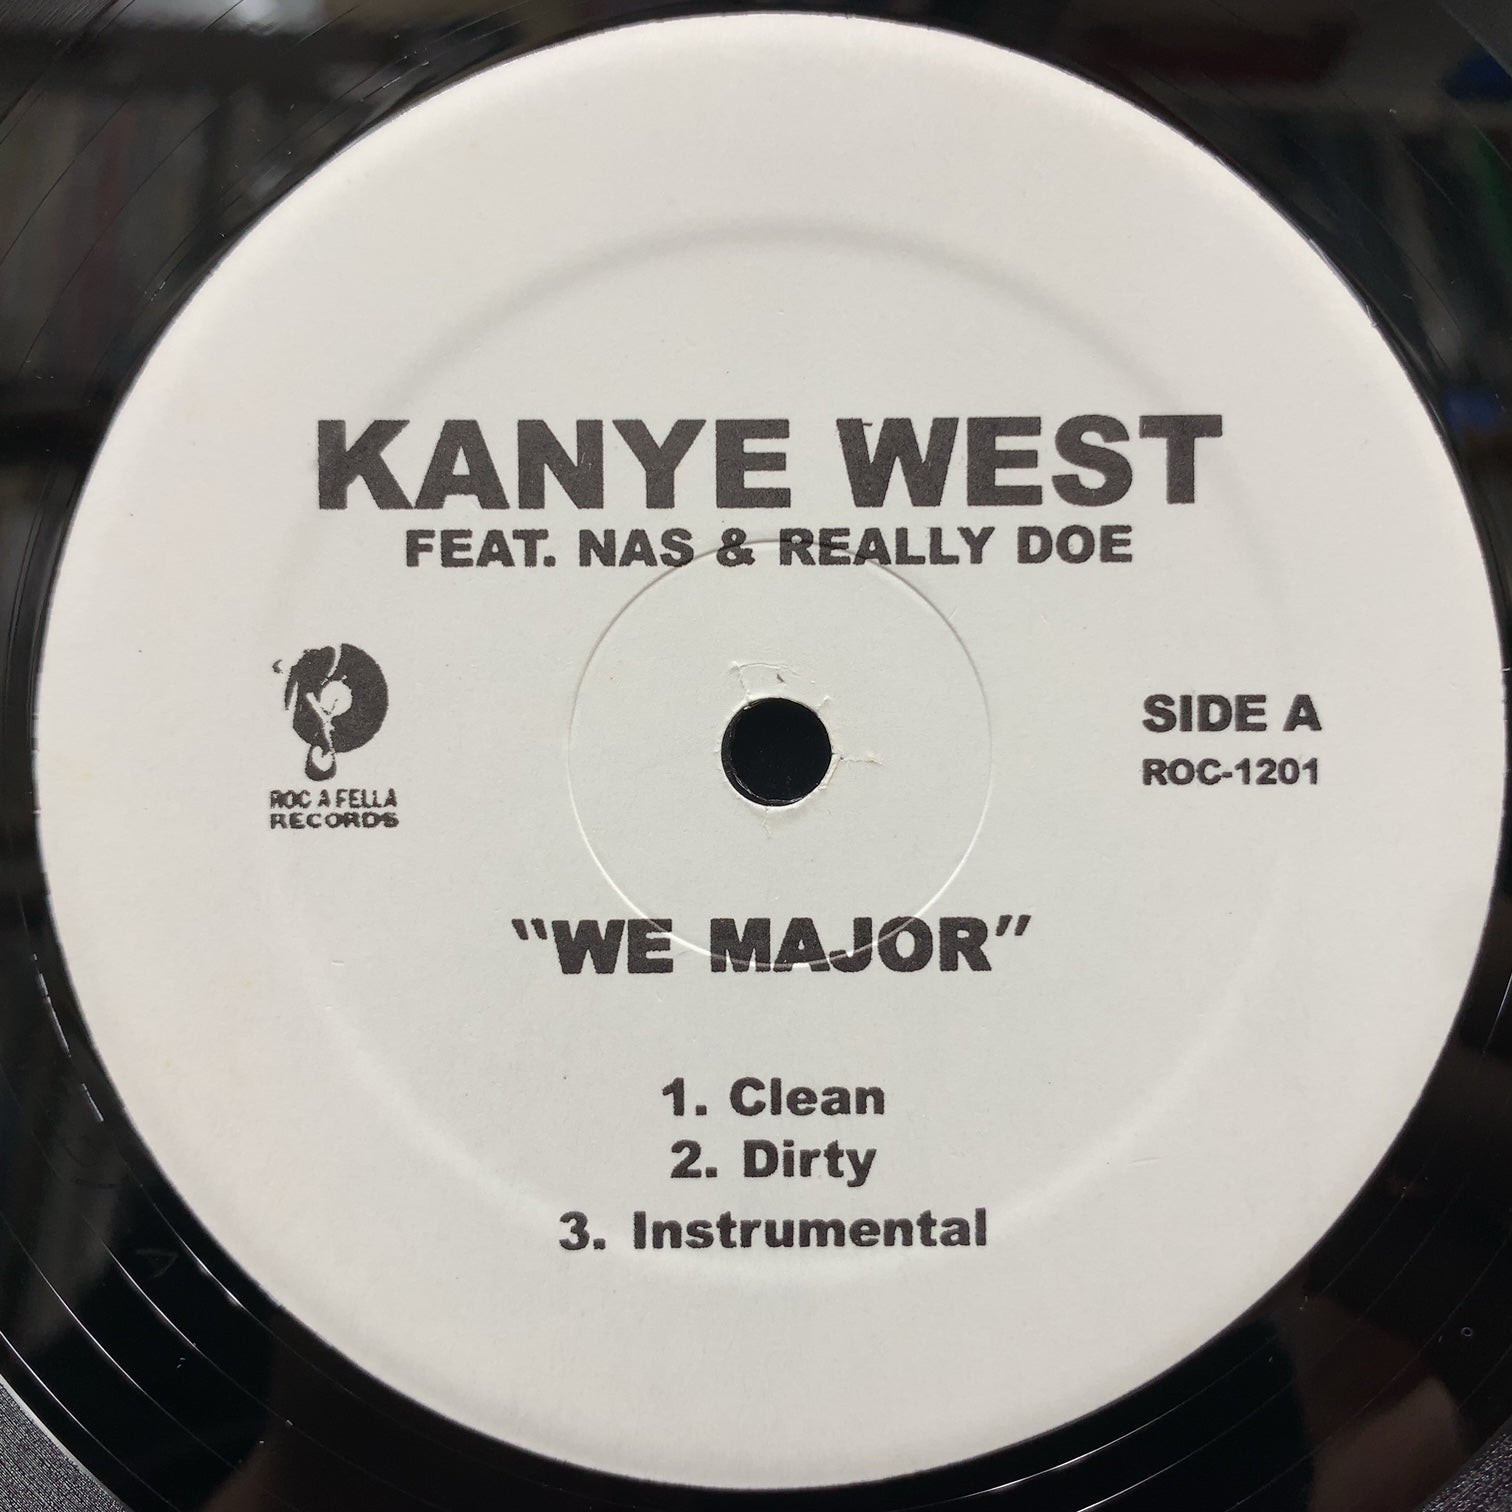 KANYE WEST
FEAT. NAS & REALLY DOE
SIDE A
ROC-1201
ROC A FELLA
RECORDS
"WE MAJOR"
1. Clean
2. Dirty
3. Instrumental